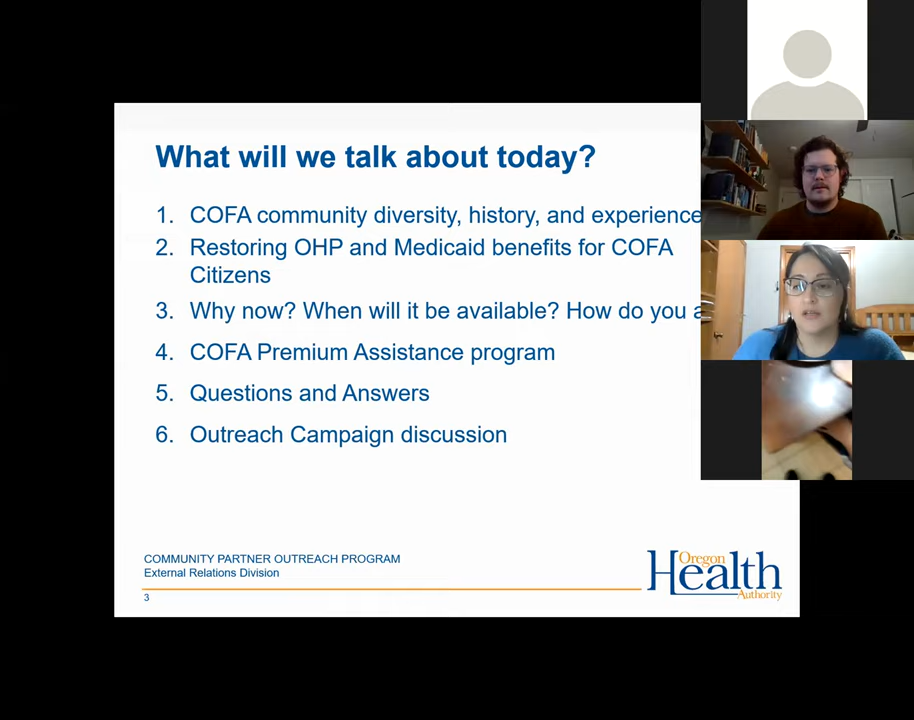 What will we talk about today?
1. COFA community diversity, history, and experience
2. Restoring OHP and Medicaid benefits for COFA
Citizens
3. Why now? When will it be available? How do you
4. COFA Premium Assistance program
5. Questions and Answers
6. Outreach Campaign discussion
COMMUNITY PARTNER OUTREACH PROGRAM
External Relations Division
3
Oregon
Health
Authority